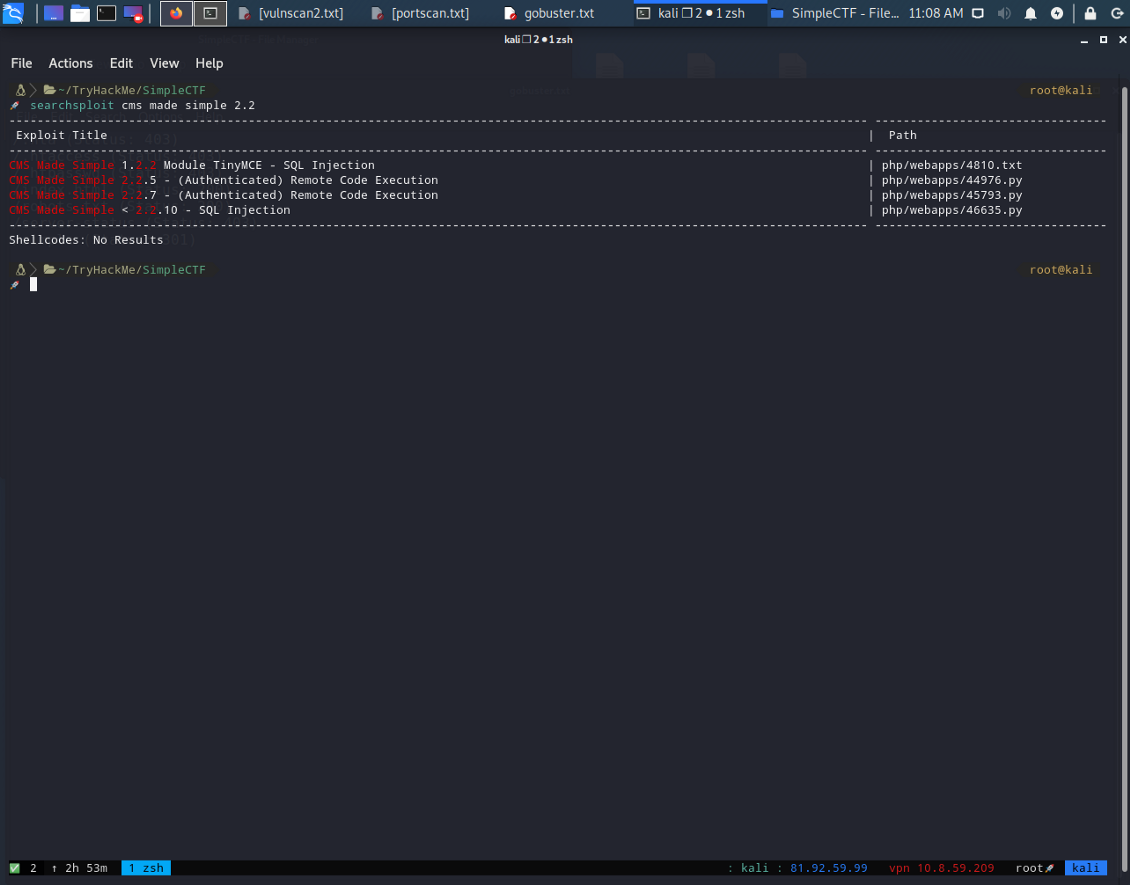 [vulnscan2.txt] [portscan.txt] gobuster.txt kali 2 1 zsh SimpleCTF - File... 11:08 AM
kali 2 1 zsh
File Actions Edit View Help
~/TryHackMe/SimpleCTF root@kali
searchsploit cms made simple 2.2
Exploit Title | Path
CMS Made Simple 1.2.2 Module TinyMCE - SQL Injection | php/webapps/4810.txt
CMS Made Simple 2.2.5 - (Authenticated) Remote Code Execution | php/webapps/44976.py
CMS Made Simple 2.2.7 - (Authenticated) Remote Code Execution | php/webapps/45793.py
CMS Made Simple < 2.2.10 - SQL Injection | php/webapps/46635.py
Shellcodes: No Results
~/TryHackMe/SimpleCTF root@kali
2 ↑ 2h 53m 1 zsh : kali : 81.92.59.99 vpn 10.8.59.209 root kali